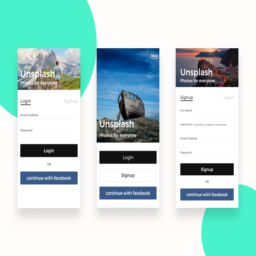 Unsplash
Photos for everyone
Login
Signup
Email Address
Password
Login
OR
continue with facebook
Unsplash
Photos for everyone
Login
Signup
continue with facebook
Unsplash
Photos for everyone
Signup
Login
First name
Email address
Password
Signup
OR
continue with facebook